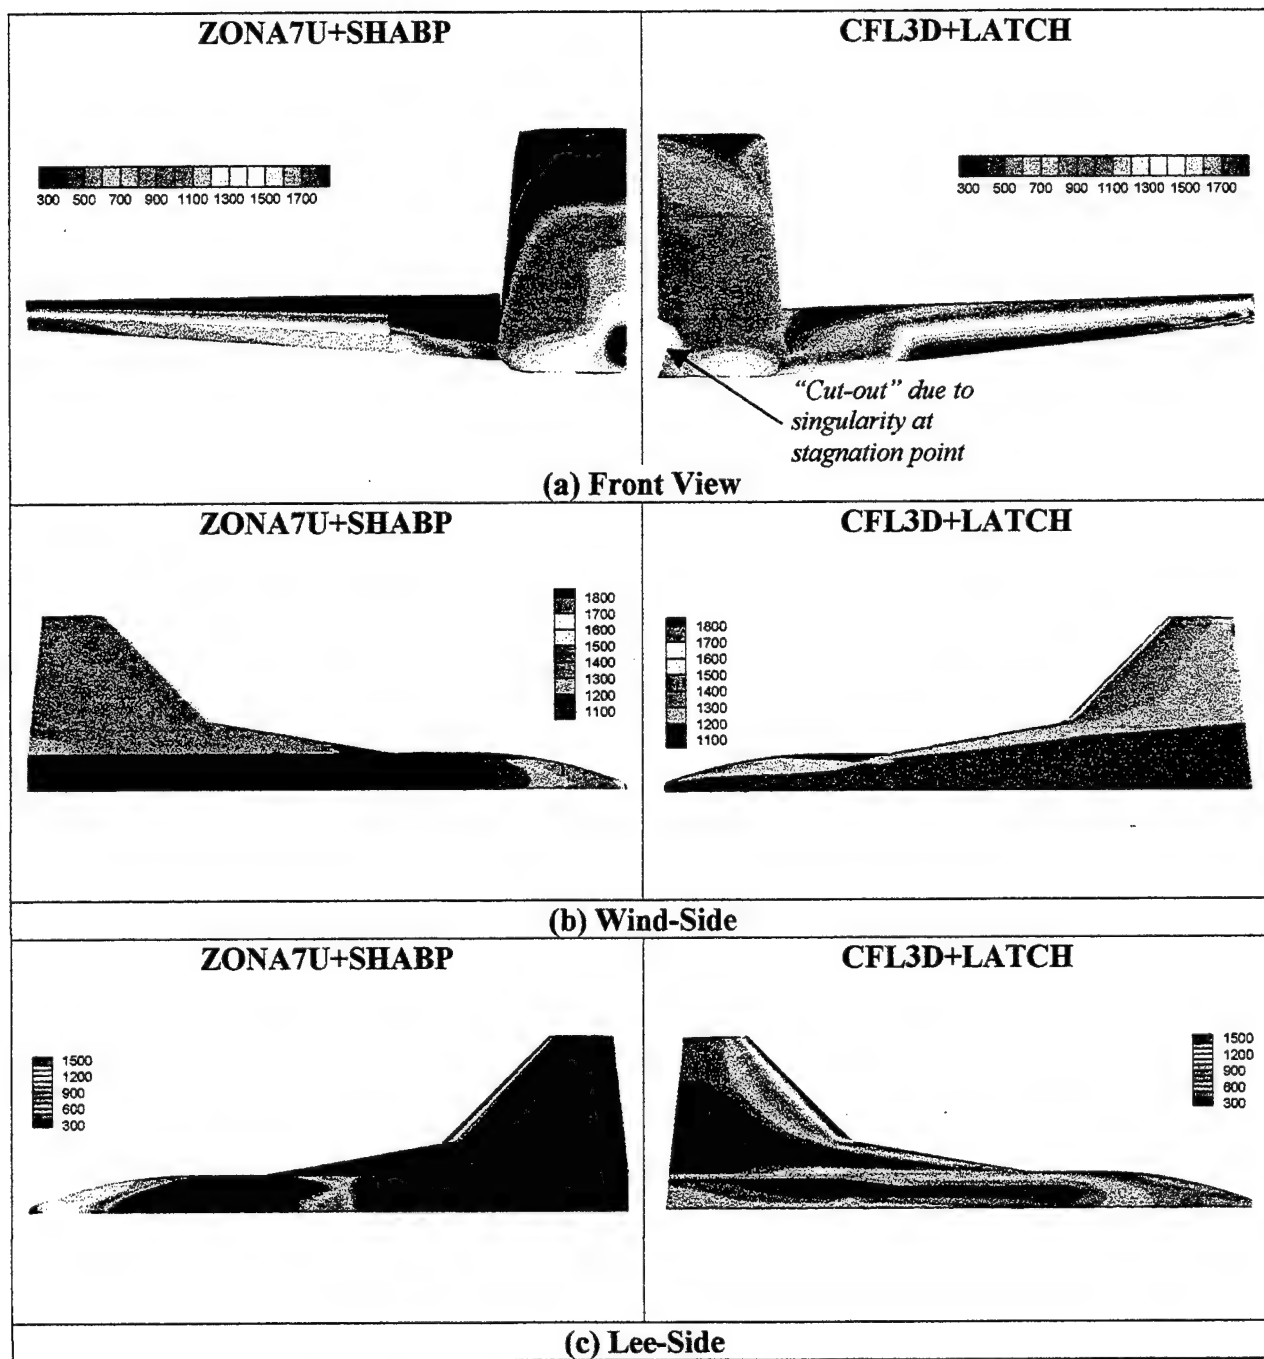 ZONA7U+SHABP
CFL3D+LATCH
300 500 700 900 1100 1300 1500 1700
300 500 700 900 1100 1300 1500 1700
“Cut-out” due to
singularity at
stagnation point
(a) Front View
ZONA7U+SHABP
CFL3D+LATCH
1800
1700
1600
1500
1400
1300
1200
1100
1800
1700
1600
1500
1400
1300
1200
1100
(b) Wind-Side
ZONA7U+SHABP
CFL3D+LATCH
1500
1200
900
600
300
1500
1200
900
600
300
(c) Lee-Side